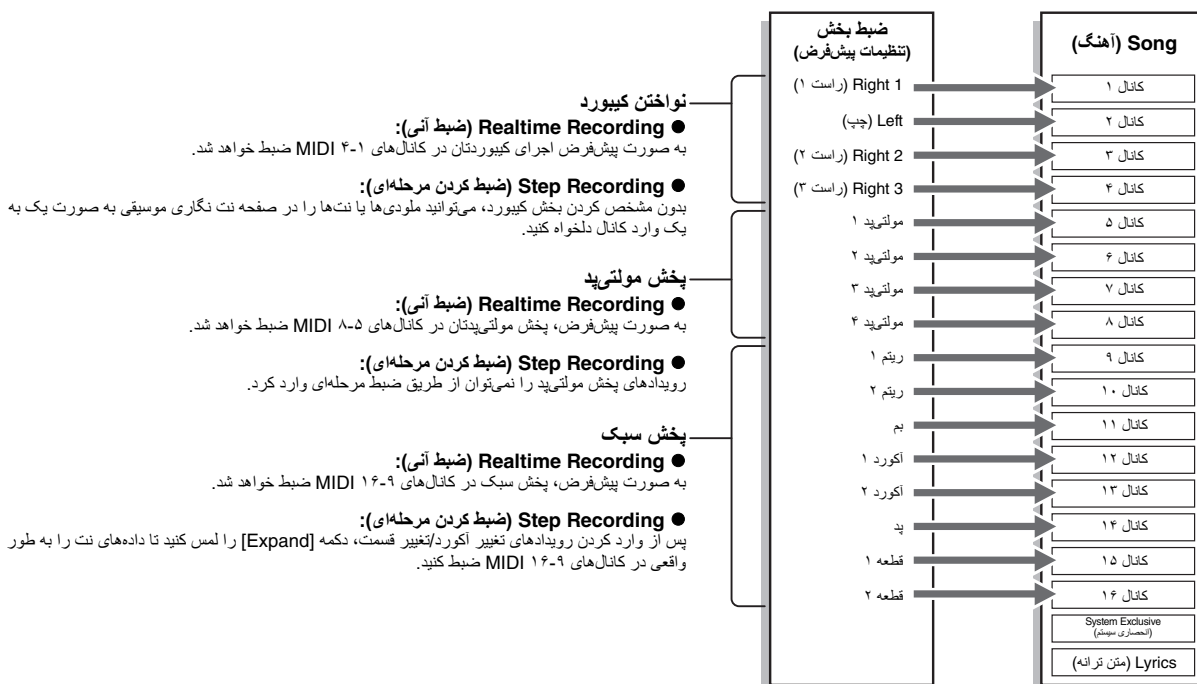 ضبط بخش
(تنظیمات پیش‌فرض)
Right 1 (راست ۱)
Left (چپ)
Right 2 (راست ۲)
Right 3 (راست ۳)
مولتی‌پد ۱
مولتی‌پد ۲
مولتی‌پد ۳
مولتی‌پد ۴
ریتم ۱
ریتم ۲
بم
آکورد ۱
آکورد ۲
پد
قطعه ۱
قطعه ۲
Song (آهنگ)
کانال ۱
کانال ۲
کانال ۳
کانال ۴
کانال ۵
کانال ۶
کانال ۷
کانال ۸
کانال ۹
کانال ۱۰
کانال ۱۱
کانال ۱۲
کانال ۱۳
کانال ۱۴
کانال ۱۵
کانال ۱۶
System Exclusive
(انحصاری سیستم)
Lyrics (متن ترانه)
نواختن کیبورد
● Realtime Recording (ضبط آنی):
به صورت پیش‌فرض اجرای کیبوردتان در کانال‌های ۱-۴ MIDI ضبط خواهد شد.
● Step Recording (ضبط کردن مرحله‌ای):
بدون مشخص کردن بخش کیبورد، می‌توانید ملودی‌ها یا نت‌ها را در صفحه نت نگاری موسیقی به صورت یک به
یک وارد کانال دلخواه کنید.
پخش مولتی‌پد
● Realtime Recording (ضبط آنی):
به صورت پیش‌فرض، پخش مولتی‌پدتان در کانال‌های ۵-۸ MIDI ضبط خواهد شد.
● Step Recording (ضبط کردن مرحله‌ای):
رویدادهای پخش مولتی‌پد را نمی‌توان از طریق ضبط مرحله‌ای وارد کرد.
پخش سبک
● Realtime Recording (ضبط آنی):
به صورت پیش‌فرض، پخش سبک در کانال‌های ۹-۱۶ MIDI ضبط خواهد شد.
● Step Recording (ضبط کردن مرحله‌ای):
پس از وارد کردن رویدادهای تغییر آکورد/تغییر قسمت، دکمه [Expand] را لمس کنید تا داده‌های نت را به طور
واقعی در کانال‌های ۹-۱۶ MIDI ضبط کنید.